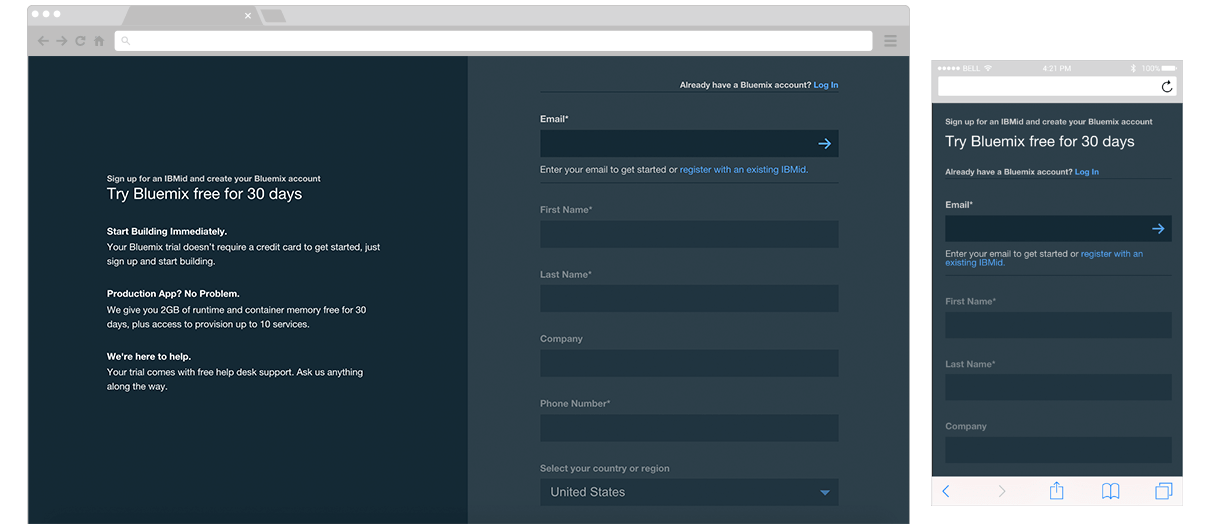 Already have a Bluemix account? Log In
Email*
Enter your email to get started or register with an existing IBMid.
First Name*
Last Name*
Company
Phone Number*
Select your country or region
United States
Sign up for an IBMid and create your Bluemix account
Try Bluemix free for 30 days
Start Building Immediately.
Your Bluemix trial doesn't require a credit card to get started, just
sign up and start building.
Production App? No Problem.
We give you 2GB of runtime and container memory free for 30
days, plus access to provision up to 10 services.
We're here to help.
Your trial comes with free help desk support. Ask us anything
along the way.
BELL 4:21 PM 100%
Sign up for an IBMid and create your Bluemix account
Try Bluemix free for 30 days
Already have a Bluemix account? Log In
Email*
Enter your email to get started or register with an
existing IBMid.
First Name*
Last Name*
Company